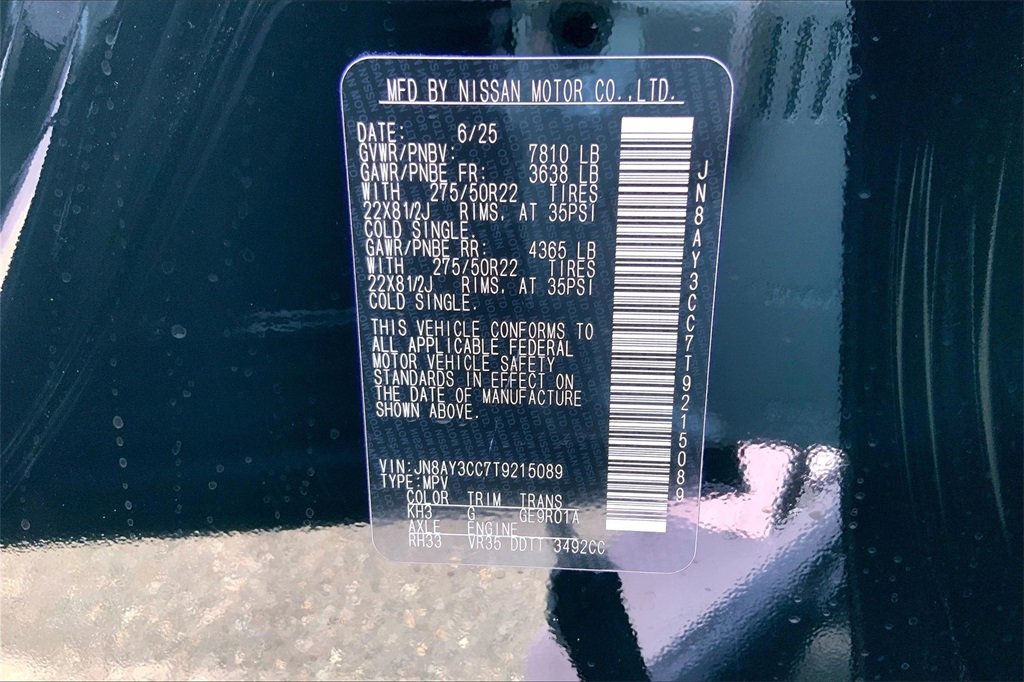 MFD BY NISSAN MOTOR CO.,LTD.
DATE: 6/25
GVWR/PNBV: 7810 LB
GAWR/PNBE FR: 3638 LB
WITH 275/50R22 TIRES
22X81/2J RIMS. AT 35PSI
COLD SINGLE.
GAWR/PNBE RR: 4365 LB
WITH 275/50R22 TIRES
22X81/2J RIMS. AT 35PSI
COLD SINGLE.
THIS VEHICLE CONFORMS TO
ALL APPLICABLE FEDERAL
MOTOR VEHICLE SAFETY
STANDARDS IN EFFECT ON
THE DATE OF MANUFACTURE
SHOWN ABOVE.
VIN:JN8AY3CC7T9215089
TYPE:MPV
COLOR TRIM TRANS
KH3 G GE9R01A
AXLE ENGINE
RH33 VR35 DDTT 3492CC
JN8AY3CC7T9215089